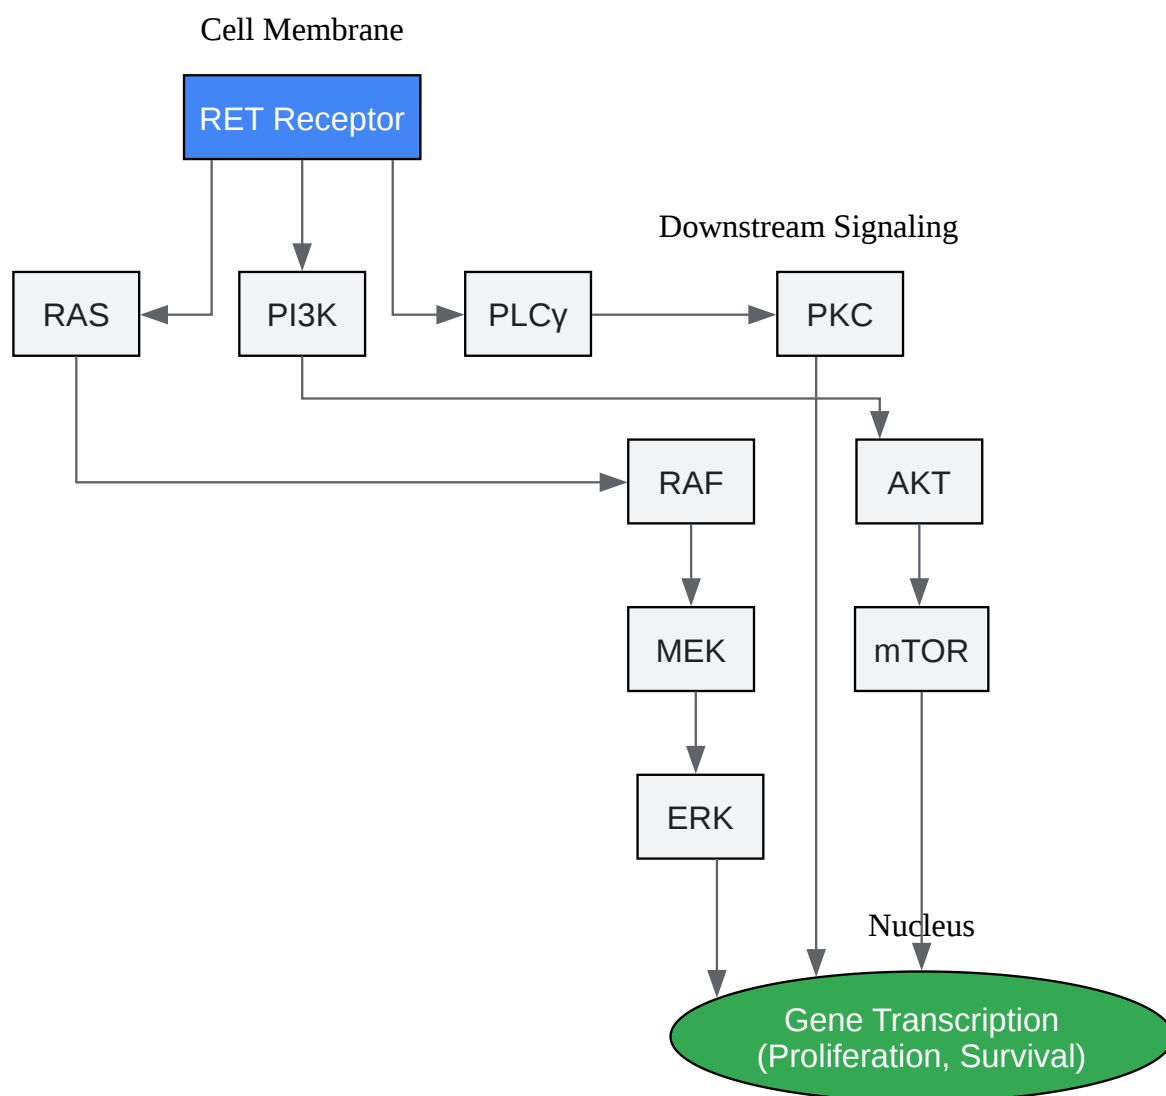 Cell Membrane
RET Receptor
Downstream Signaling
RAS
PI3K
PLCγ
PKC
RAF
AKT
MEK
mTOR
ERK
Nucleus
Gene Transcription
(Proliferation, Survival)